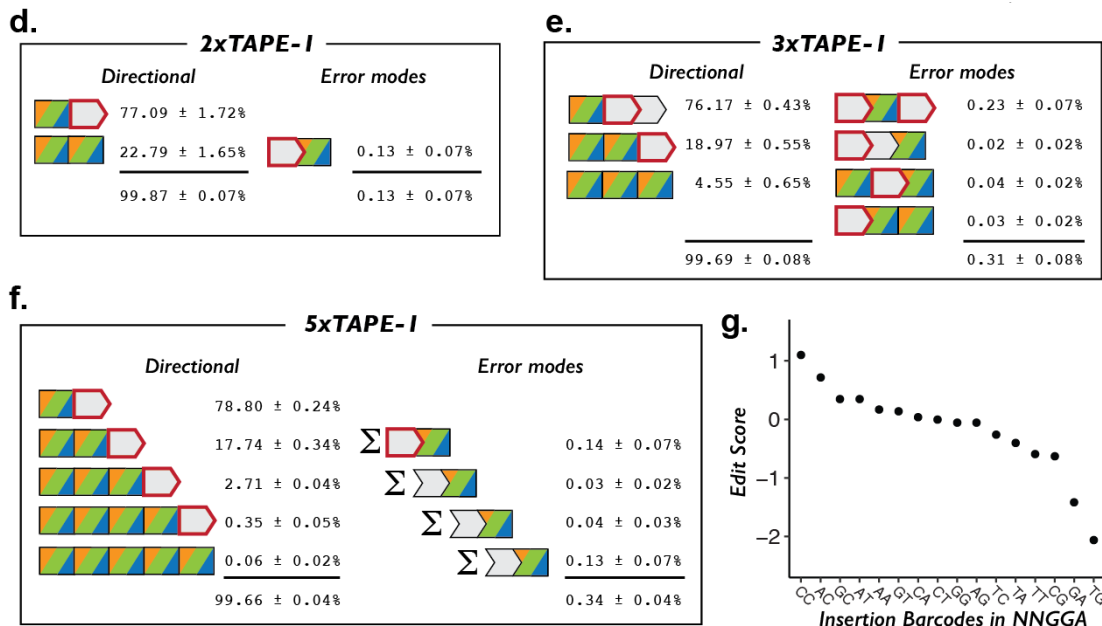 d.
2xTAPE-1
Directional Error modes
77.09 ± 1.72%
22.79 ± 1.65% 0.13 ± 0.07%
99.87 ± 0.07% 0.13 ± 0.07%
e.
3xTAPE-1
Directional Error modes
76.17 ± 0.43% 0.23 ± 0.07%
18.97 ± 0.55% 0.02 ± 0.02%
4.55 ± 0.65% 0.04 ± 0.02%
0.03 ± 0.02%
99.69 ± 0.08% 0.31 ± 0.08%
f.
5xTAPE-1
Directional Error modes
78.80 ± 0.24%
17.74 ± 0.34% Σ 0.14 ± 0.07%
2.71 ± 0.04% Σ 0.03 ± 0.02%
0.35 ± 0.05% Σ 0.04 ± 0.03%
0.06 ± 0.02% Σ 0.13 ± 0.07%
99.66 ± 0.04% 0.34 ± 0.04%
g.
Edit Score
1
0
−1
−2
CC AC GC AT AA GT CA CT GG AG TC TA TT CG GA TG
Insertion Barcodes in NNGGA